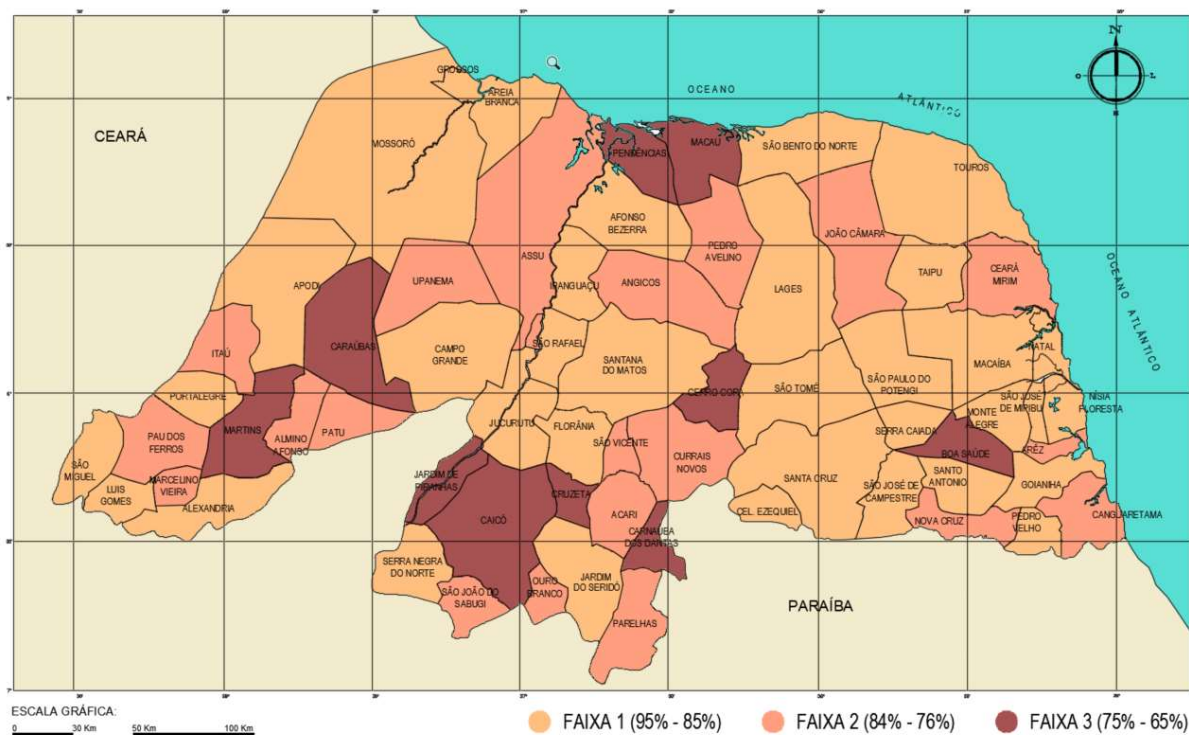 N
OCEANO
ATLÂNTICO
GROSSOS
AREIA
BRANCA
CEARÁ
MOSSORÓ
PENDÊNCIAS
MACAU
SÃO BENTO DO NORTE
TOUROS
AFONSO
BEZERRA
PEDRO
AVELINO
JOÃO CÂMARA
OCEANO ATLÂNTICO
ASSU
UPANEMA
IPANGUAÇU
ANGICOS
LAGES
TAIPU
CEARÁ
MIRIM
APODI
CARAÚBAS
CAMPO
GRANDE
SÃO RAFAEL
SANTANA
DO MATOS
ITAÚ
NATAL
MACAÍBA
PORTALEGRE
CERRO CORÁ
SÃO TOMÉ
SÃO PAULO DO
POTENGI
SÃO JOSÉ
DE MIPIBU
NÍSIA
FLORESTA
MARTINS
ALMINO
AFONSO
PATU
JUCURUTU
FLORÂNIA
SÃO VICENTE
SERRA CAIADA
MONTE
ALEGRE
PAU DOS
FERROS
BOA SAÚDE
ARÊZ
SÃO
MIGUEL
MARCELINO
VIEIRA
LUIS
GOMES
ALEXANDRIA
JARDIM DE
PIRANHAS
CAICÓ
CRUZETA
CURRAIS
NOVOS
SANTA CRUZ
SÃO JOSÉ DE
CAMPESTRE
SANTO
ANTONIO
GOIANIHA
CEL. EZEQUIEL
ACARI
CARNAUBA
DOS DANTAS
NOVA CRUZ
PEDRO
VELHO
CANGUARETAMA
SERRA NEGRA
DO NORTE
SÃO JOÃO DO
SABUGI
OURO
BRANCO
JARDIM
DO SERIDÓ
PARELHAS
PARAÍBA
ESCALA GRÁFICA:
0 30 Km 50 Km 100 Km
FAIXA 1 (95% - 85%) FAIXA 2 (84% - 76%) FAIXA 3 (75% - 65%)